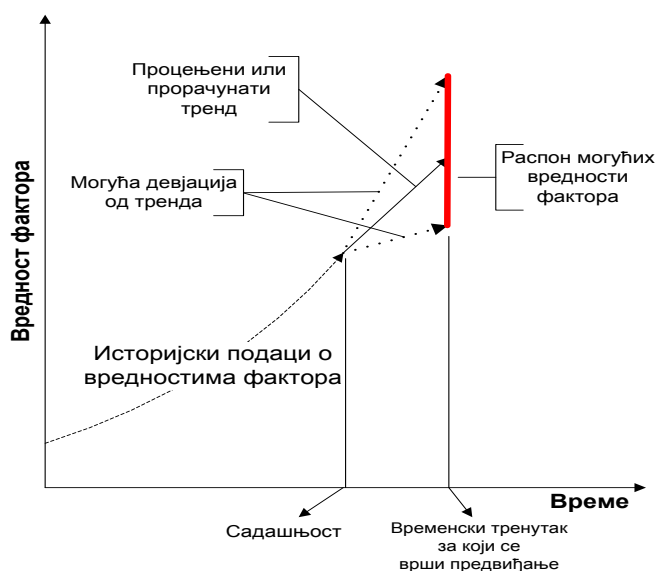 Процењени или
прорачунати
тренд
Могућа девјација
од тренда
Распон могућих
вредности
фактора
Вредност фактора
Историјски подаци о
вредностима фактора
Време
Садашњост
Временски тренутак
за који се
врши предвиђање